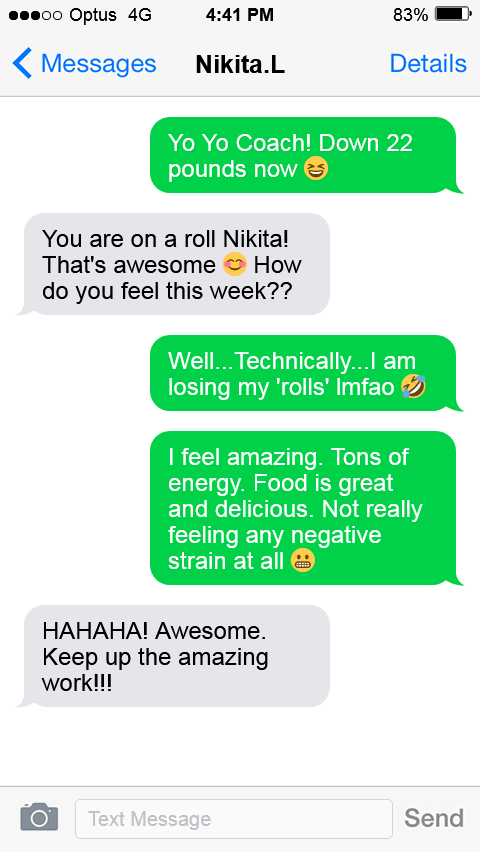 Optus 4G 4:41 PM 83%
Messages Nikita.L Details
Yo Yo Coach! Down 22
pounds now 😆
You are on a roll Nikita!
That's awesome 😊 How
do you feel this week??
Well...Technically...I am
losing my 'rolls' lmfao 🤣
I feel amazing. Tons of
energy. Food is great
and delicious. Not really
feeling any negative
strain at all 😬
HAHAHA! Awesome.
Keep up the amazing
work!!!
Text Message Send